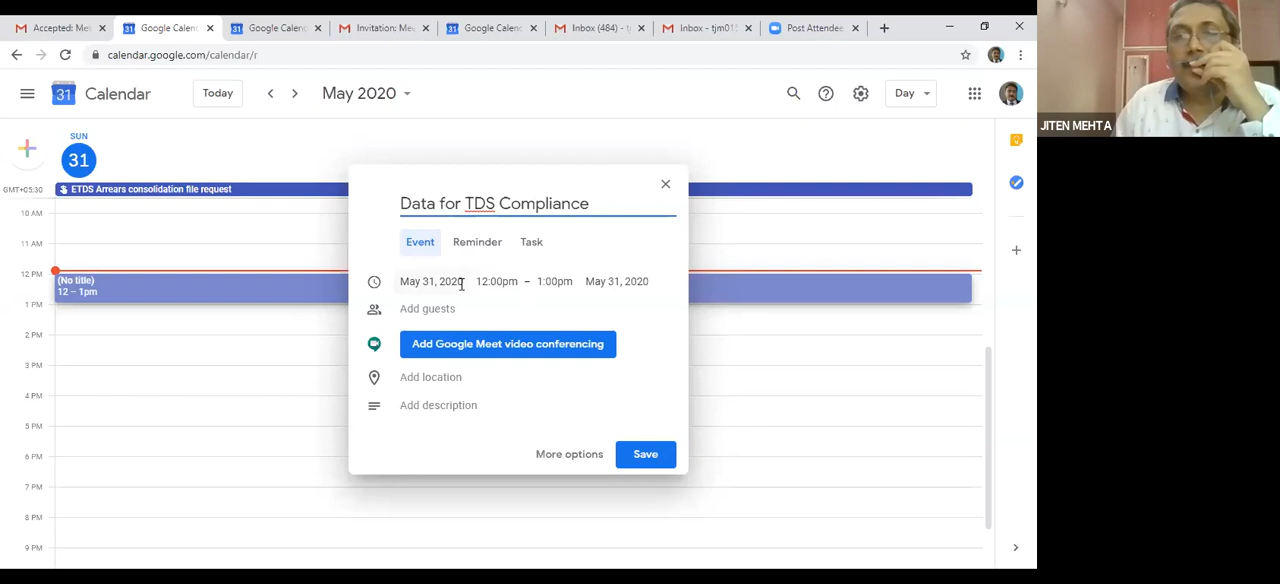 Accepted: Me
Google Calen
Google Calen
Invitation: Me
Google Calen
Inbox (484) - t
Inbox - tjm01
Post Attendee
calendar.google.com/calendar/r
31 Calendar
Today
May 2020
Day
JITEN MEHTA
SUN
31
GMT+05:30
ETDS Arrears consolidation file request
10 AM
11 AM
12 PM
1 PM
2 PM
3 PM
4 PM
5 PM
6 PM
7 PM
8 PM
9 PM
(No title)
12 – 1pm
Data for TDS Compliance
Event Reminder Task
May 31, 2020 12:00pm – 1:00pm May 31, 2020
Add guests
Add Google Meet video conferencing
Add location
Add description
More options Save